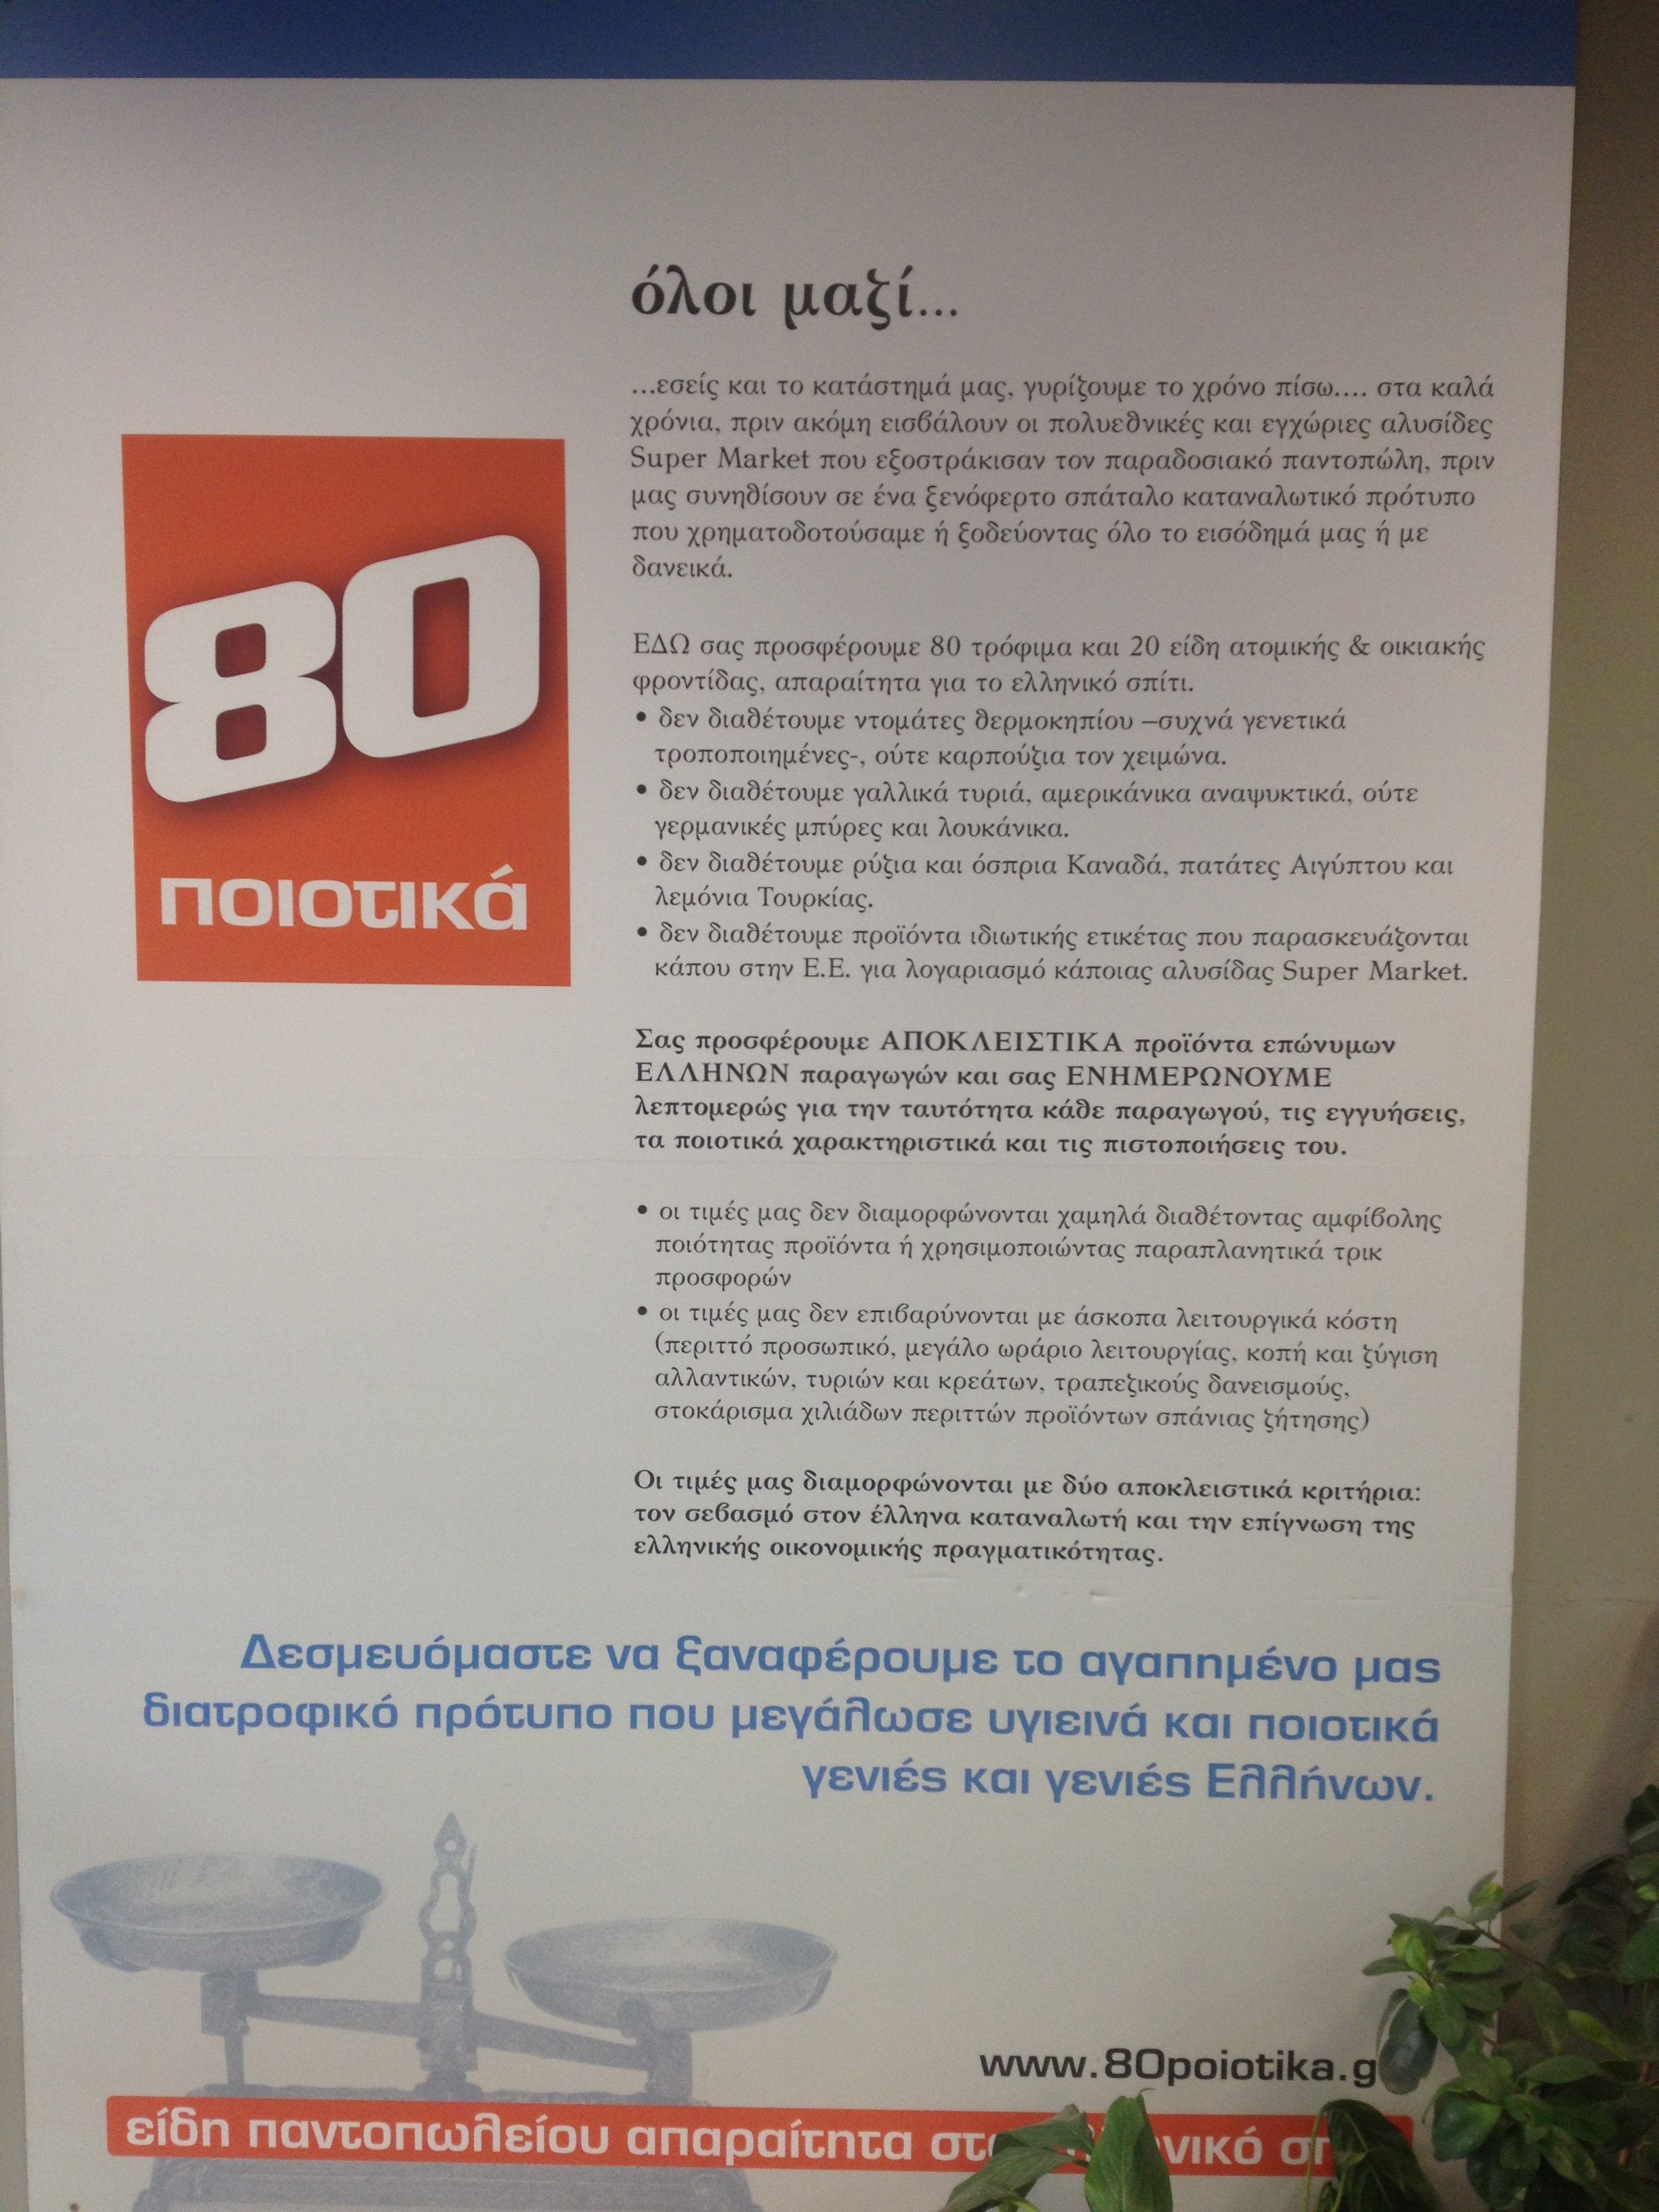 όλοι μαζί...
...εσείς και το κατάστημά μας, γυρίζουμε το χρόνο πίσω.... στα καλά
χρόνια, πριν ακόμη εισβάλουν οι πολυεθνικές και εγχώριες αλυσίδες
Super Market που εξοστράκισαν τον παραδοσιακό παντοπώλη, πριν
μας συνηθίσουν σε ένα ξενόφερτο σπάταλο καταναλωτικό πρότυπο
που χρηματοδοτούσαμε ή ξοδεύοντας όλο το εισόδημά μας ή με
δανεικά.
80
ποιοτικά
ΕΔΩ σας προσφέρουμε 80 τρόφιμα και 20 είδη ατομικής & οικιακής
φροντίδας, απαραίτητα για το ελληνικό σπίτι.
• δεν διαθέτουμε ντομάτες θερμοκηπίου –συχνά γενετικά
τροποποιημένες-, ούτε καρπούζια τον χειμώνα.
• δεν διαθέτουμε γαλλικά τυριά, αμερικάνικα αναψυκτικά, ούτε
γερμανικές μπύρες και λουκάνικα.
• δεν διαθέτουμε ρύζια και όσπρια Καναδά, πατάτες Αιγύπτου και
λεμόνια Τουρκίας.
• δεν διαθέτουμε προϊόντα ιδιωτικής ετικέτας που παρασκευάζονται
κάπου στην Ε.Ε. για λογαριασμό κάποιας αλυσίδας Super Market.
Σας προσφέρουμε ΑΠΟΚΛΕΙΣΤΙΚΑ προϊόντα επώνυμων
ΕΛΛΗΝΩΝ παραγωγών και σας ΕΝΗΜΕΡΩΝΟΥΜΕ
λεπτομερώς για την ταυτότητα κάθε παραγωγού, τις εγγυήσεις,
τα ποιοτικά χαρακτηριστικά και τις πιστοποιήσεις του.
• οι τιμές μας δεν διαμορφώνονται χαμηλά διαθέτοντας αμφίβολης
ποιότητας προϊόντα ή χρησιμοποιώντας παραπλανητικά τρικ
προσφορών
• οι τιμές μας δεν επιβαρύνονται με άσκοπα λειτουργικά κόστη
(περιττό προσωπικό, μεγάλο ωράριο λειτουργίας, κοπή και ζύγιση
αλλαντικών, τυριών και κρεάτων, τραπεζικούς δανεισμούς,
στοκάρισμα χιλιάδων περιττών προϊόντων σπάνιας ζήτησης)
Οι τιμές μας διαμορφώνονται με δύο αποκλειστικά κριτήρια:
τον σεβασμό στον έλληνα καταναλωτή και την επίγνωση της
ελληνικής οικονομικής πραγματικότητας.
Δεσμευόμαστε να ξαναφέρουμε το αγαπημένο μας
διατροφικό πρότυπο που μεγάλωσε υγιεινά και ποιοτικά
γενιές και γενιές Ελλήνων.
www.80poiotika.g
είδη παντοπωλείου απαραίτητα